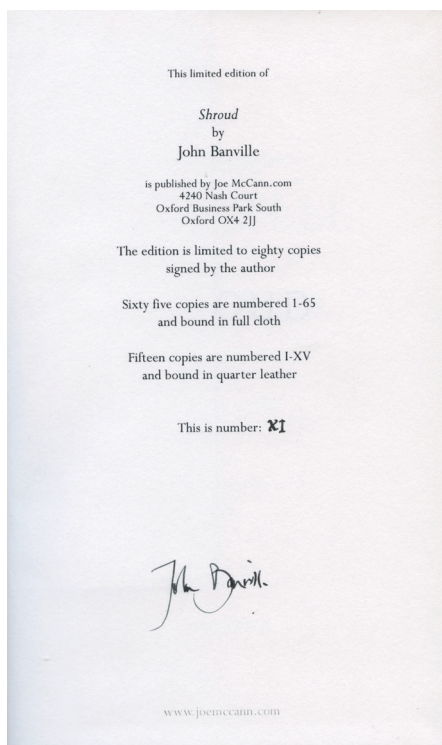 This limited edition of
Shroud
by
John Banville
is published by Joe McCann.com
4240 Nash Court
Oxford Business Park South
Oxford OX4 2JJ
The edition is limited to eighty copies
signed by the author
Sixty five copies are numbered 1-65
and bound in full cloth
Fifteen copies are numbered I-XV
and bound in quarter leather
This is number: XI
John Banville
www.joemccann.com